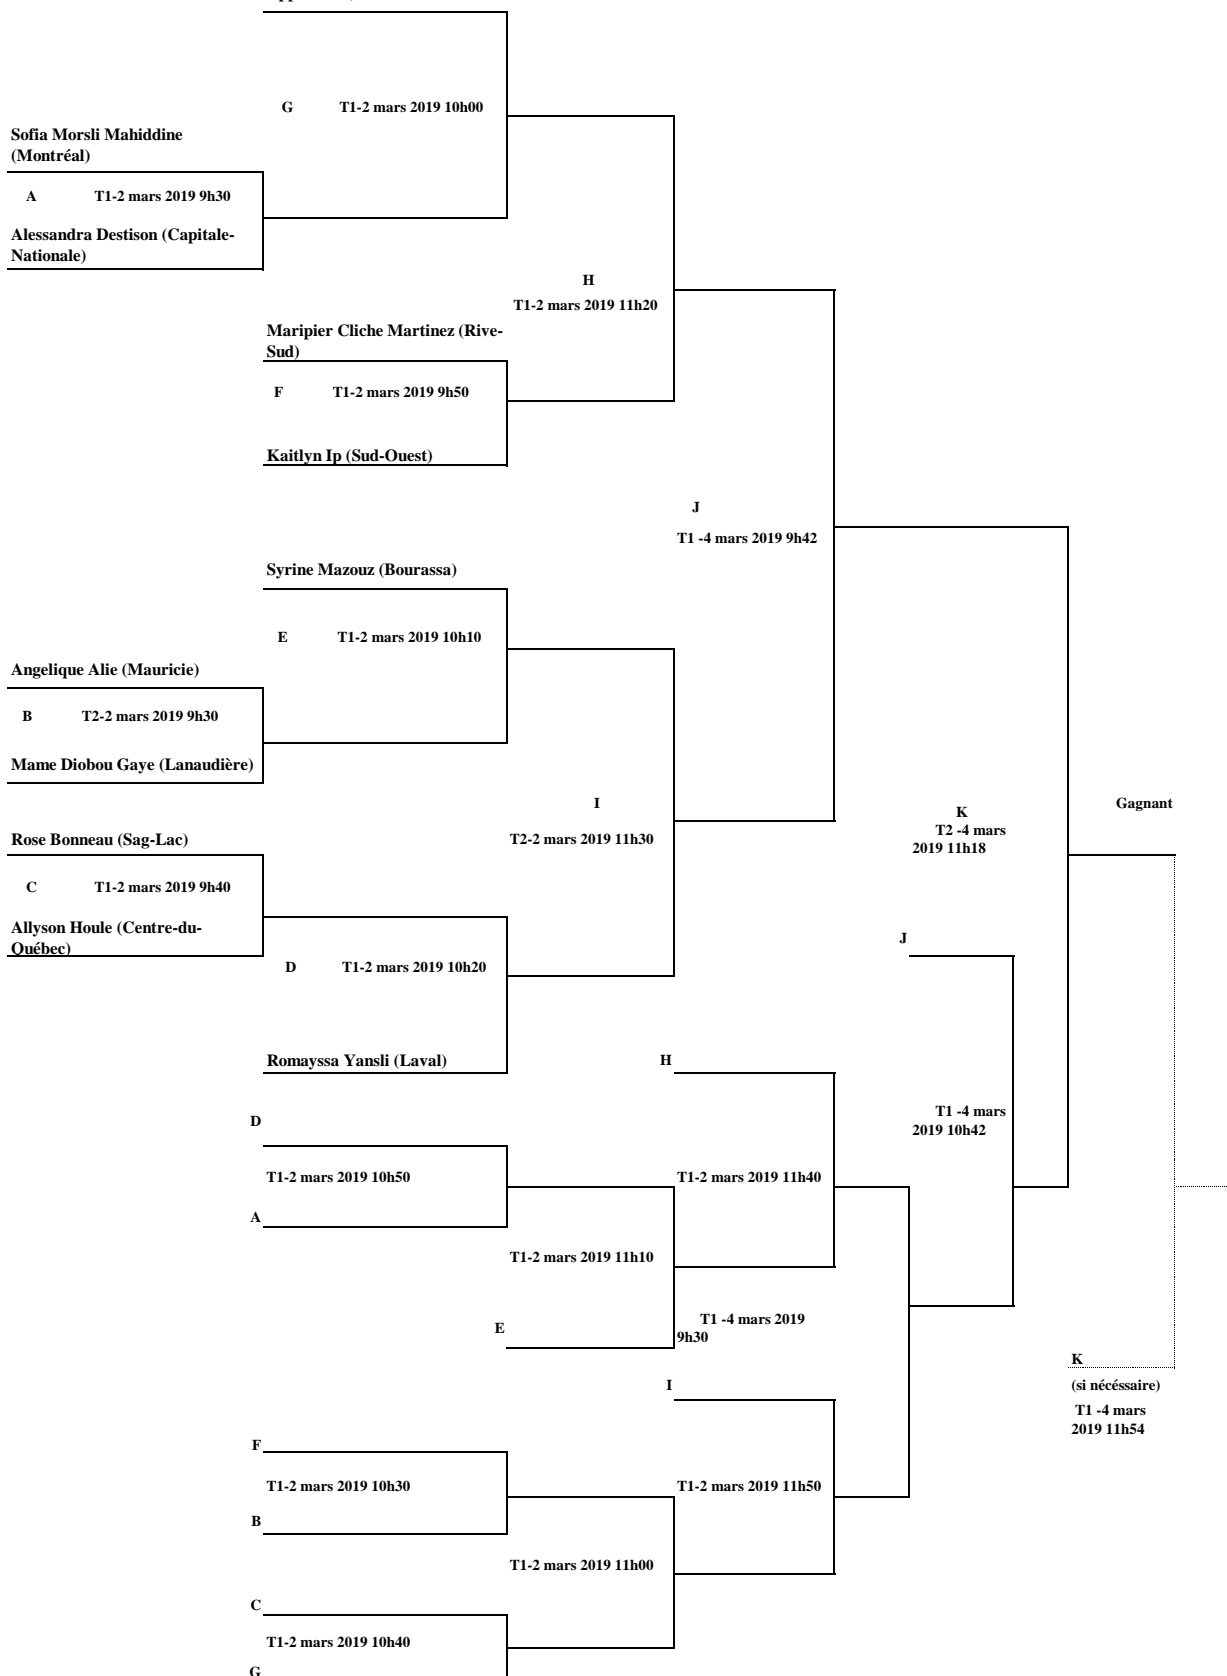 G T1-2 mars 2019 10h00
Sofia Morsli Mahiddine
(Montréal)
A T1-2 mars 2019 9h30
Alessandra Destison (Capitale-
Nationale)
H
T1-2 mars 2019 11h20
Maripier Cliche Martinez (Rive-
Sud)
F T1-2 mars 2019 9h50
Kaitlyn Ip (Sud-Ouest)
J
T1 -4 mars 2019 9h42
Syrine Mazouz (Bourassa)
E T1-2 mars 2019 10h10
Angelique Alie (Mauricie)
B T2-2 mars 2019 9h30
Mame Diobou Gaye (Lanaudière)
I
T2-2 mars 2019 11h30
K
T2 -4 mars
2019 11h18
Gagnant
Rose Bonneau (Sag-Lac)
C T1-2 mars 2019 9h40
Allyson Houle (Centre-du-
Québec)
J
D T1-2 mars 2019 10h20
Romayssa Yansli (Laval)
H
D
T1 -4 mars
2019 10h42
T1-2 mars 2019 10h50
T1-2 mars 2019 11h40
A
T1-2 mars 2019 11h10
E
T1 -4 mars 2019
9h30
K
(si nécéssaire)
T1 -4 mars
2019 11h54
I
F
T1-2 mars 2019 10h30
T1-2 mars 2019 11h50
B
T1-2 mars 2019 11h00
C
T1-2 mars 2019 10h40
G